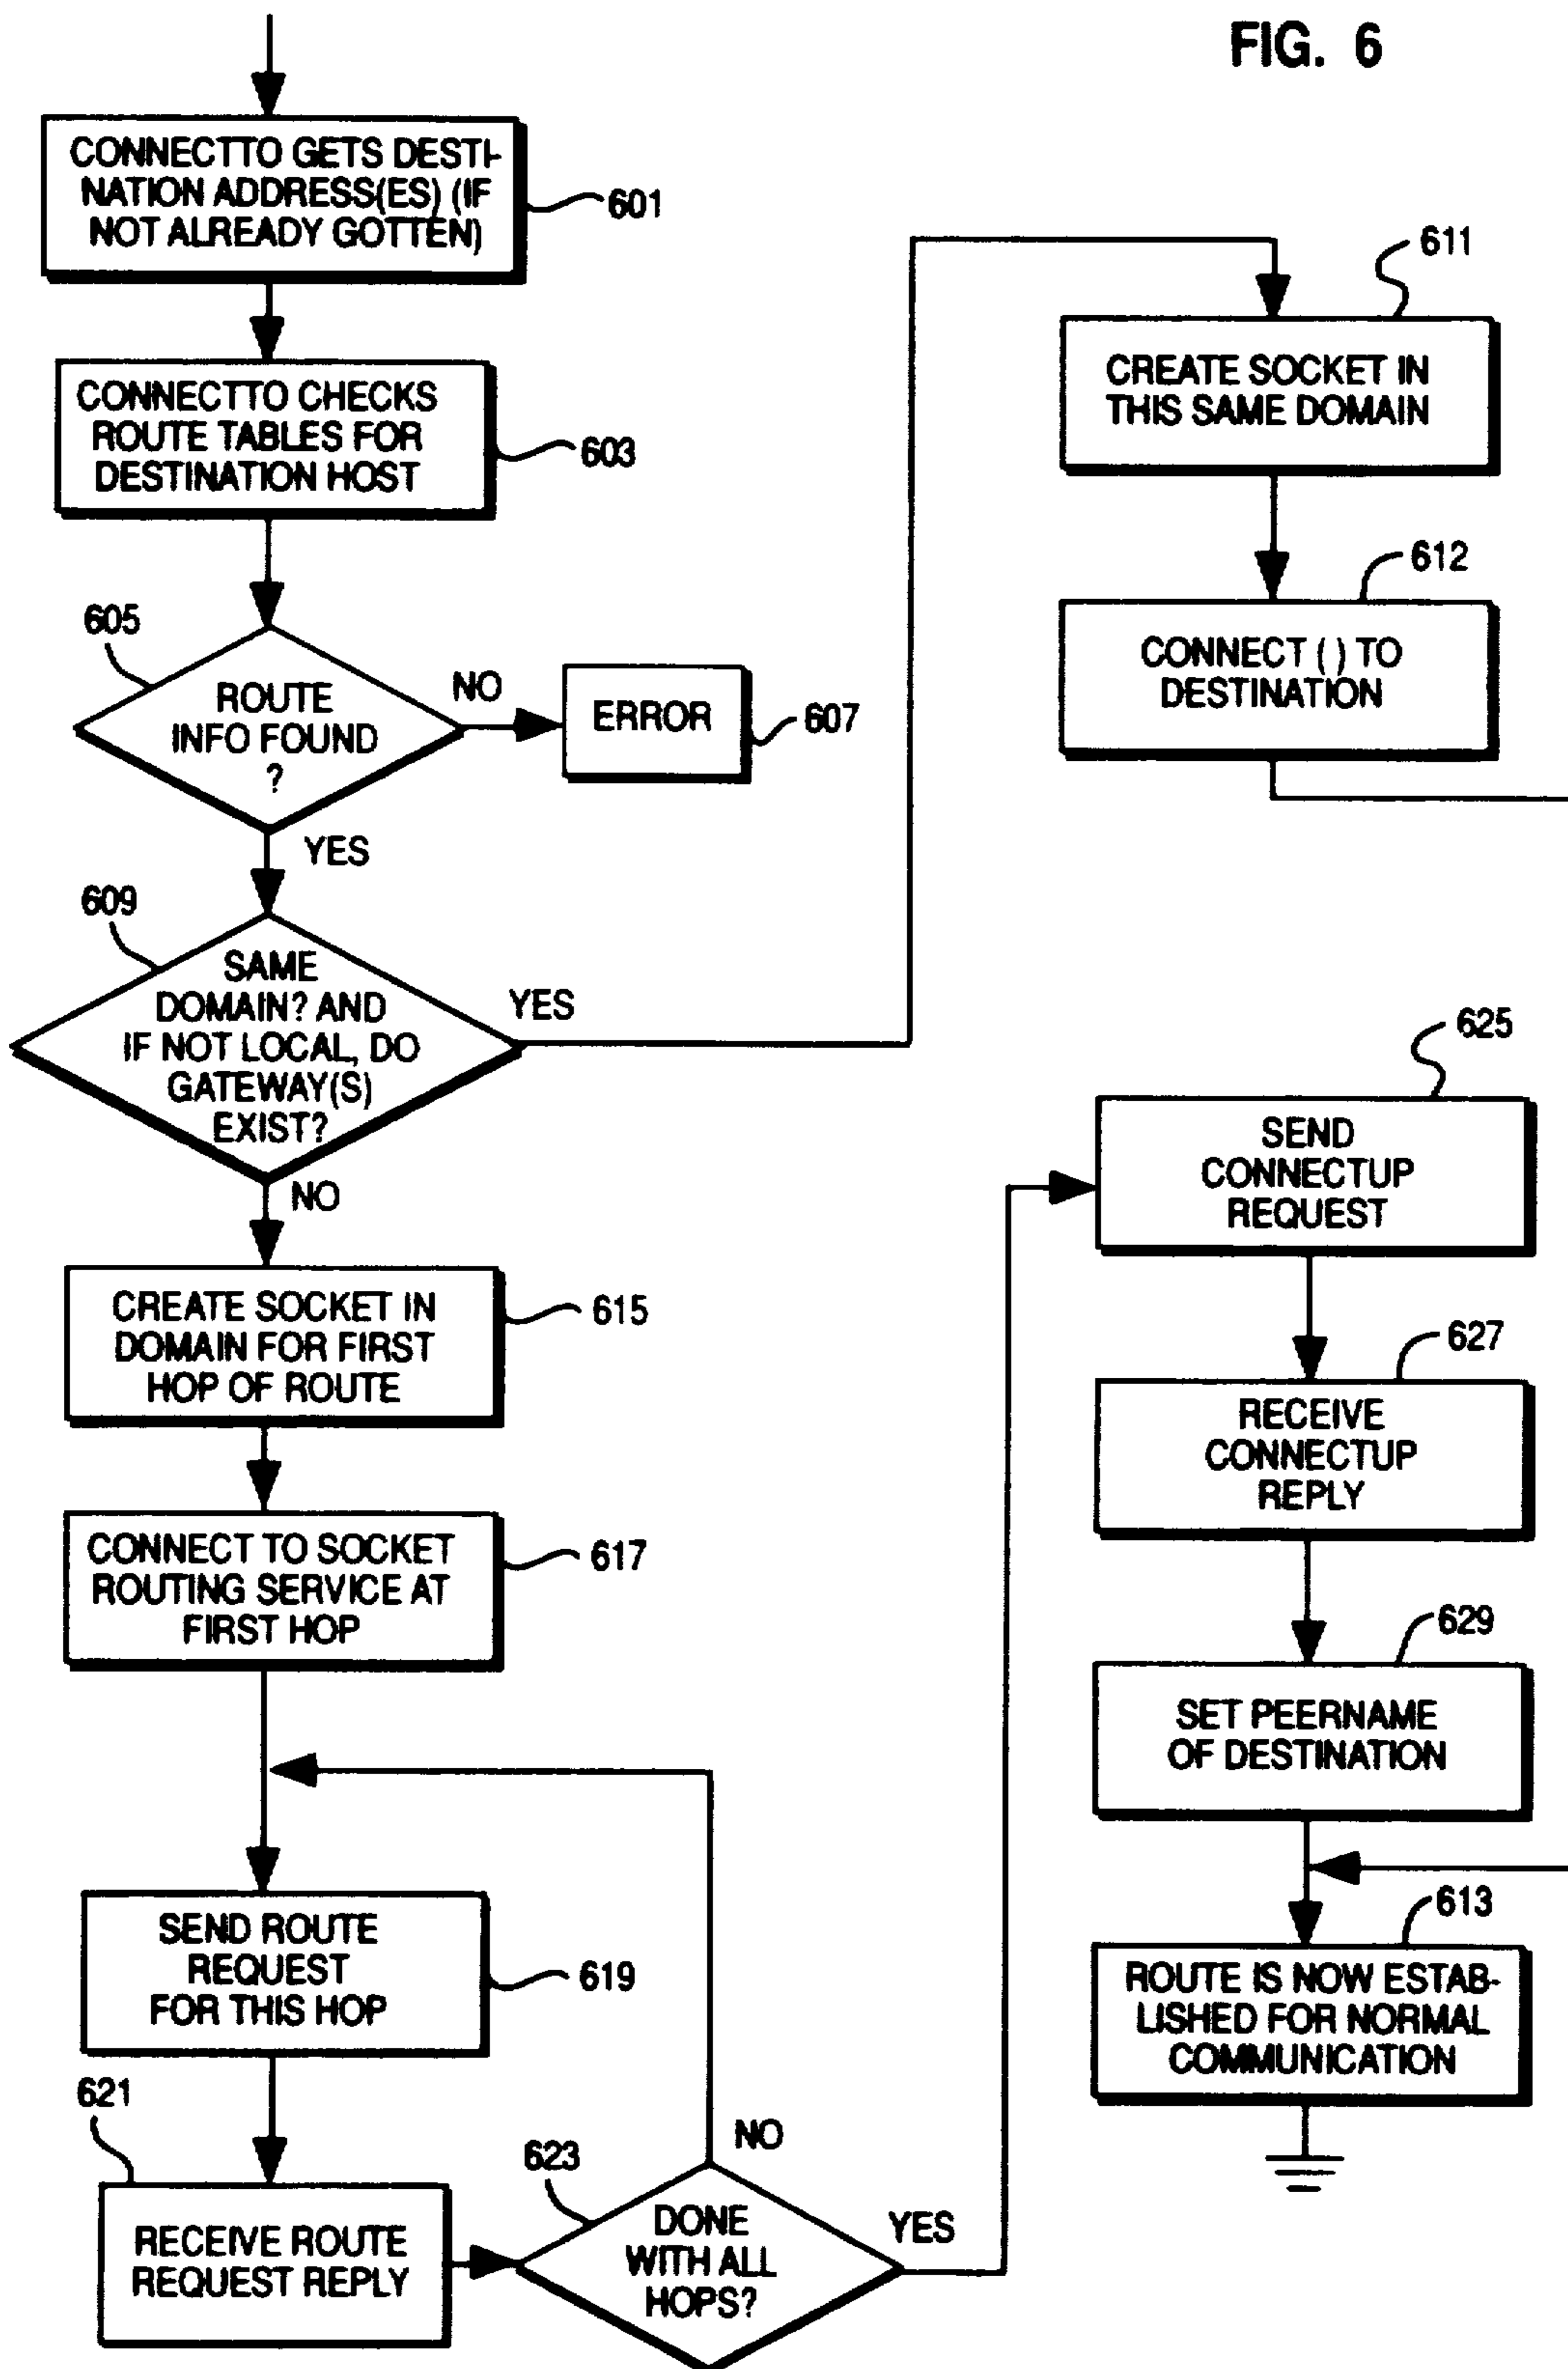 FIG. 6
CONNECTTO GETS DESTI-
NATION ADDRESS(ES) (IF
NOT ALREADY GOTTEN)
601
CONNECTTO CHECKS
ROUTE TABLES FOR
DESTINATION HOST
603
605
ROUTE
INFO FOUND
?
NO
ERROR
607
YES
609
SAME
DOMAIN? AND
IF NOT LOCAL, DO
GATEWAY(S)
EXIST?
YES
NO
611
CREATE SOCKET IN
THIS SAME DOMAIN
612
CONNECT ( ) TO
DESTINATION
CREATE SOCKET IN
DOMAIN FOR FIRST
HOP OF ROUTE
615
CONNECT TO SOCKET
ROUTING SERVICE AT
FIRST HOP
617
SEND ROUTE
REQUEST
FOR THIS HOP
619
621
RECEIVE ROUTE
REQUEST REPLY
623
DONE
WITH ALL
HOPS?
NO
YES
625
SEND
CONNECTUP
REQUEST
627
RECEIVE
CONNECTUP
REPLY
629
SET PEERNAME
OF DESTINATION
613
ROUTE IS NOW ESTAB-
LISHED FOR NORMAL
COMMUNICATION